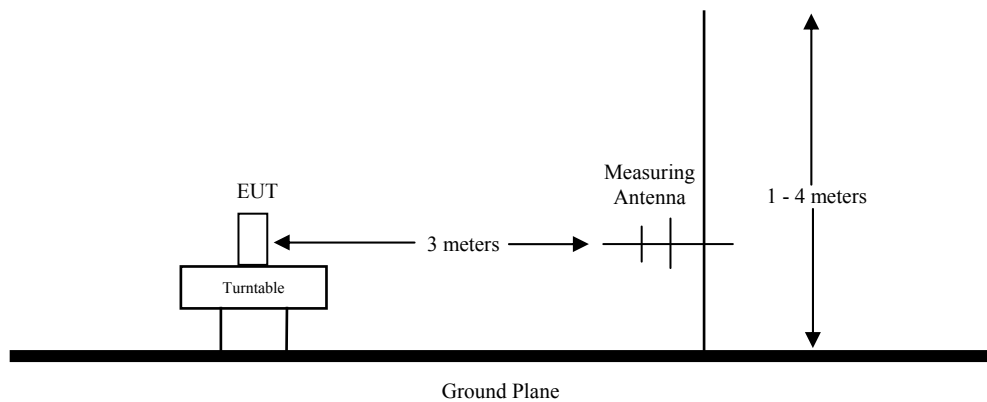 Measuring
Antenna
EUT
1 - 4 meters
3 meters
Turntable
Ground Plane